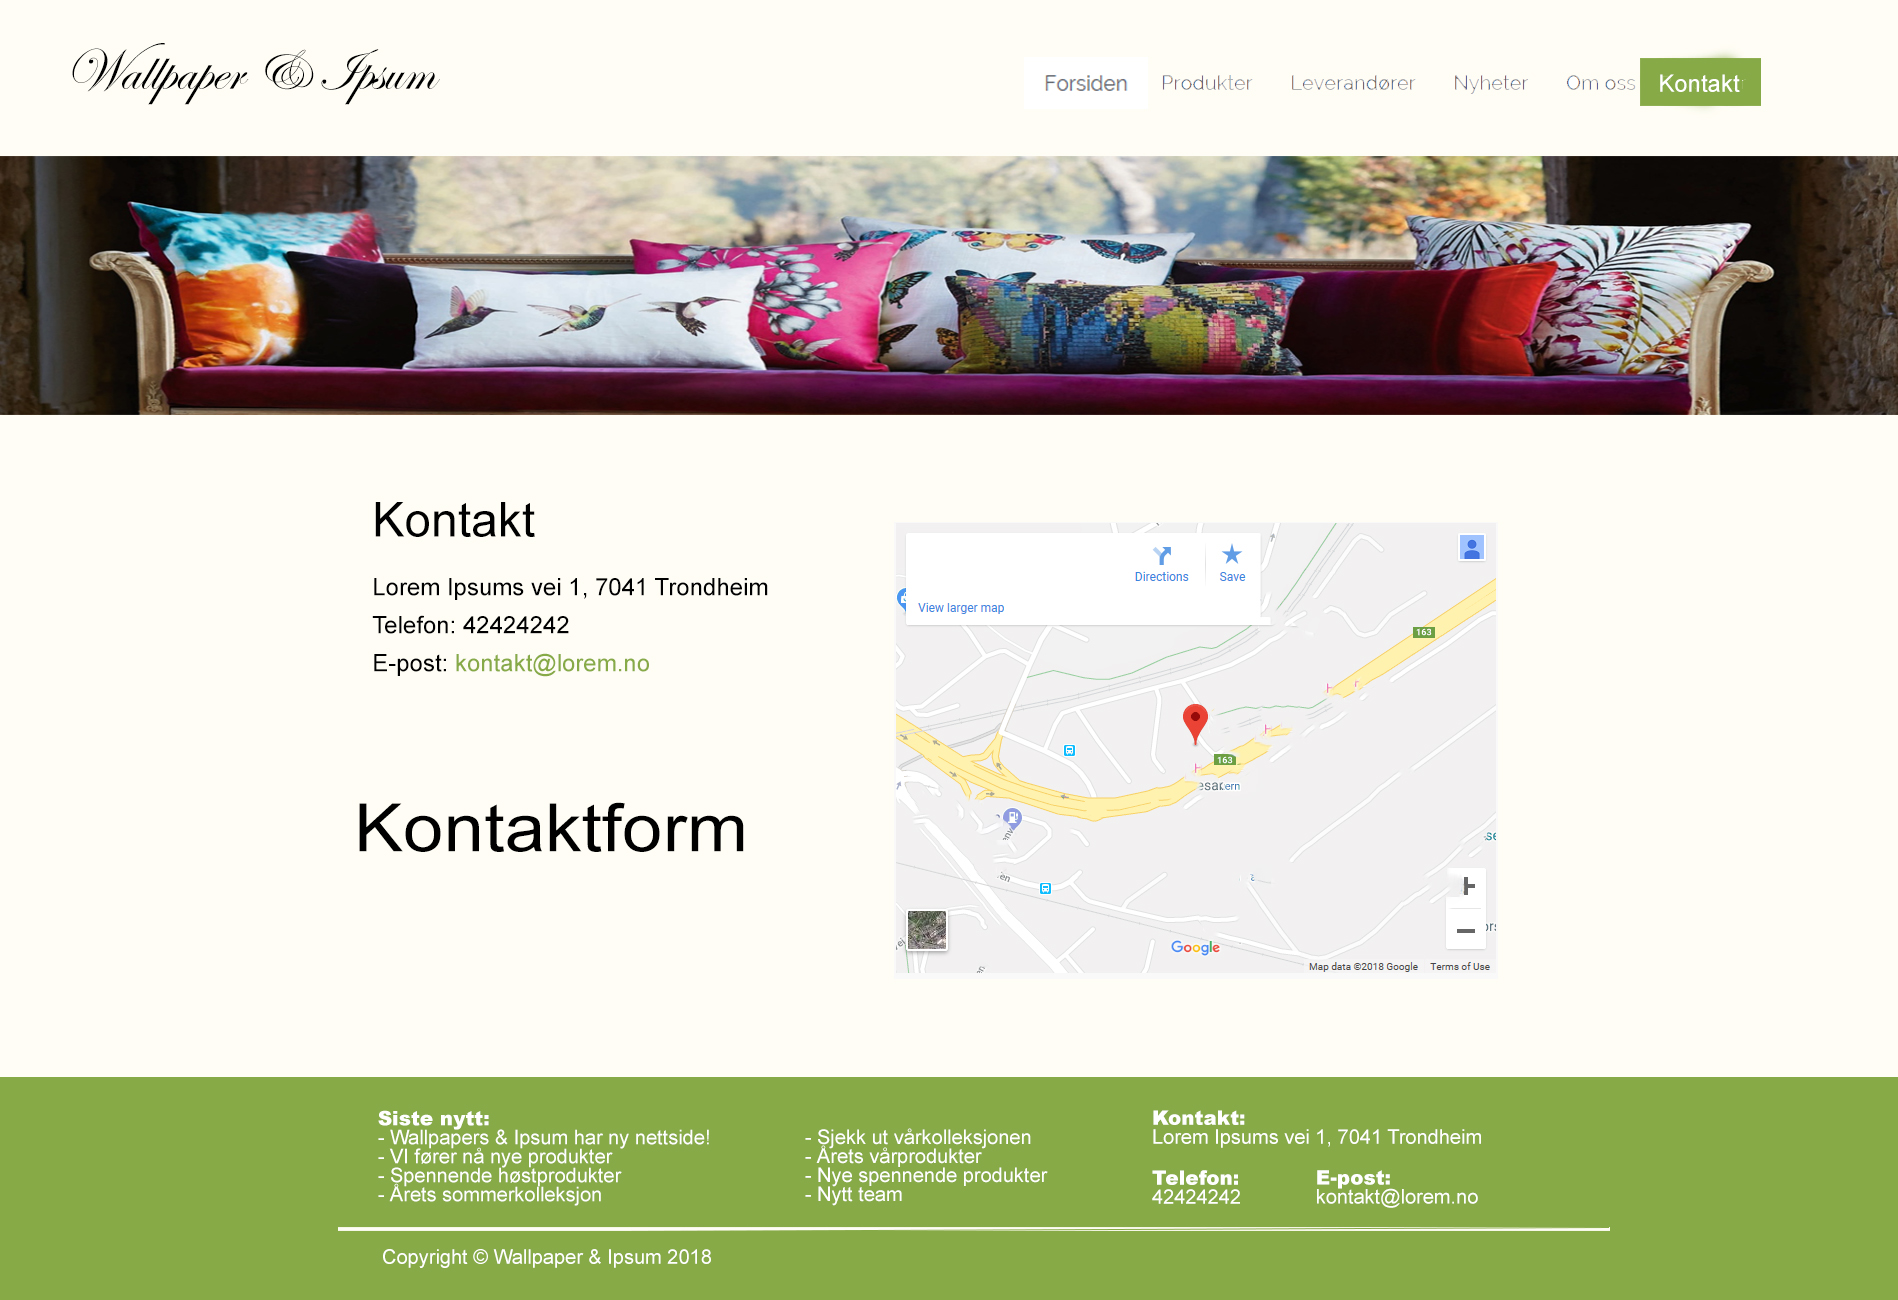 Wallpaper & Ipsum
Forsiden Produkter Leverandører Nyheter Om oss Kontakt
Kontakt
Lorem Ipsums vei 1, 7041 Trondheim
Telefon: 42424242
E-post: kontakt@lorem.no
Kontaktform
Directions Save
View larger map
163
163
Google
Map data ©2018 Google Terms of Use
Siste nytt:
- Wallpapers & Ipsum har ny nettside!
- VI fører nå nye produkter
- Spennende høstprodukter
- Årets sommerkolleksjon
- Sjekk ut vårkolleksjonen
- Årets vårprodukter
- Nye spennende produkter
- Nytt team
Kontakt:
Lorem Ipsums vei 1, 7041 Trondheim
Telefon:
42424242
E-post:
kontakt@lorem.no
Copyright © Wallpaper & Ipsum 2018